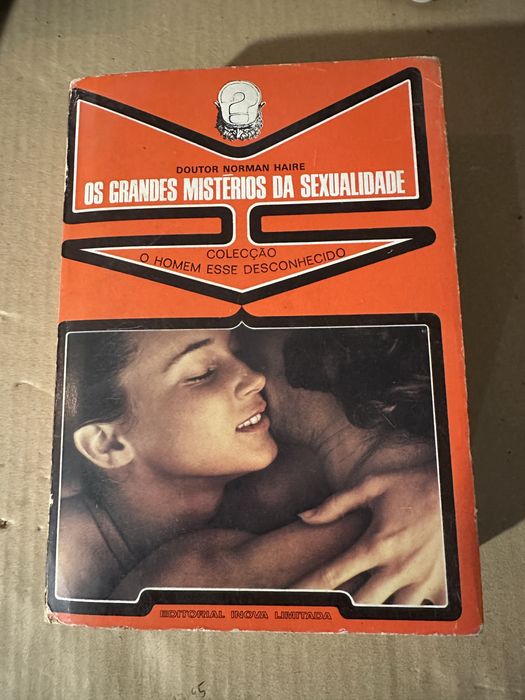 ?
DOUTOR NORMAN HAIRE
OS GRANDES MISTÉRIOS DA SEXUALIDADE
COLECÇÃO
O HOMEM ESSE DESCONHECIDO
EDITORIAL INOVA LIMITADA